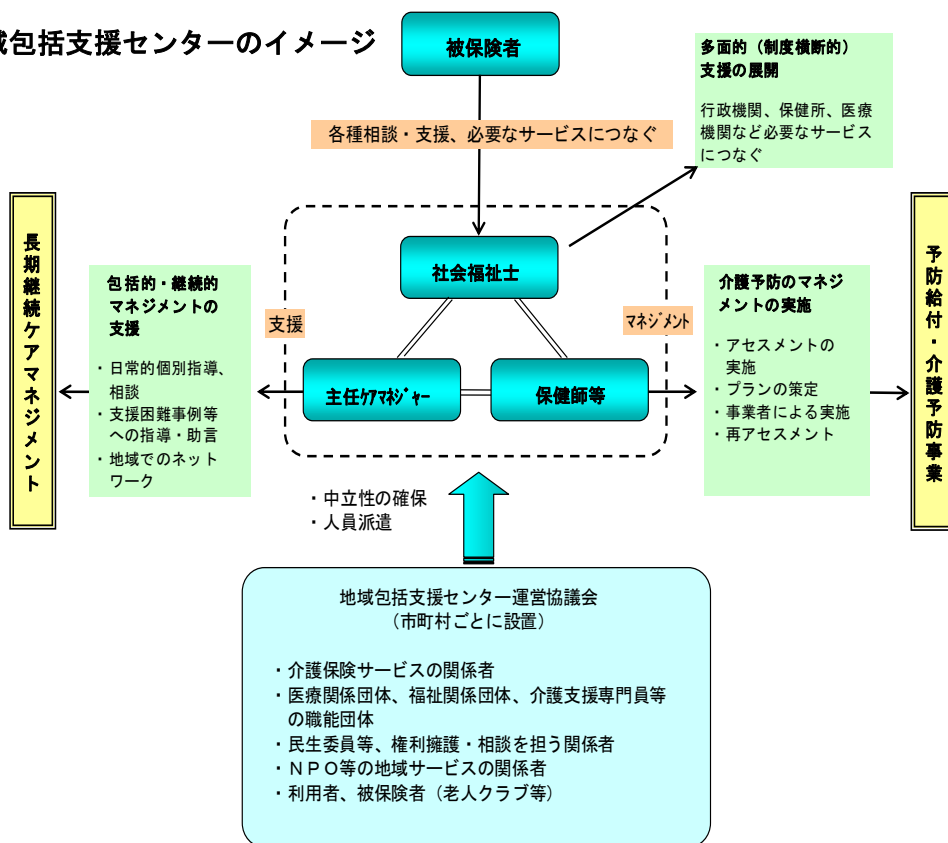 域包括支援センターのイメージ
被保険者
多面的（制度横断的）
支援の展開
行政機関、保健所、医療
機関など必要なサービス
につなぐ
各種相談・支援、必要なサービスにつなぐ
長期継続ケアマネジメント
包括的・継続的
マネジメントの
支援
・日常的個別指導、
相談
・支援困難事例等
への指導・助言
・地域でのネット
ワーク
支援
社会福祉士
主任ｹｱﾏﾈｼﾞｬｰ
保健師等
ﾏﾈｼﾞﾒﾝﾄ
介護予防のマネジ
メントの実施
・アセスメントの
実施
・プランの策定
・事業者による実施
・再アセスメント
予防給付・介護予防事業
・中立性の確保
・人員派遣
地域包括支援センター運営協議会
（市町村ごとに設置）
・介護保険サービスの関係者
・医療関係団体、福祉関係団体、介護支援専門員等
の職能団体
・民生委員等、権利擁護・相談を担う関係者
・ＮＰＯ等の地域サービスの関係者
・利用者、被保険者（老人クラブ等）